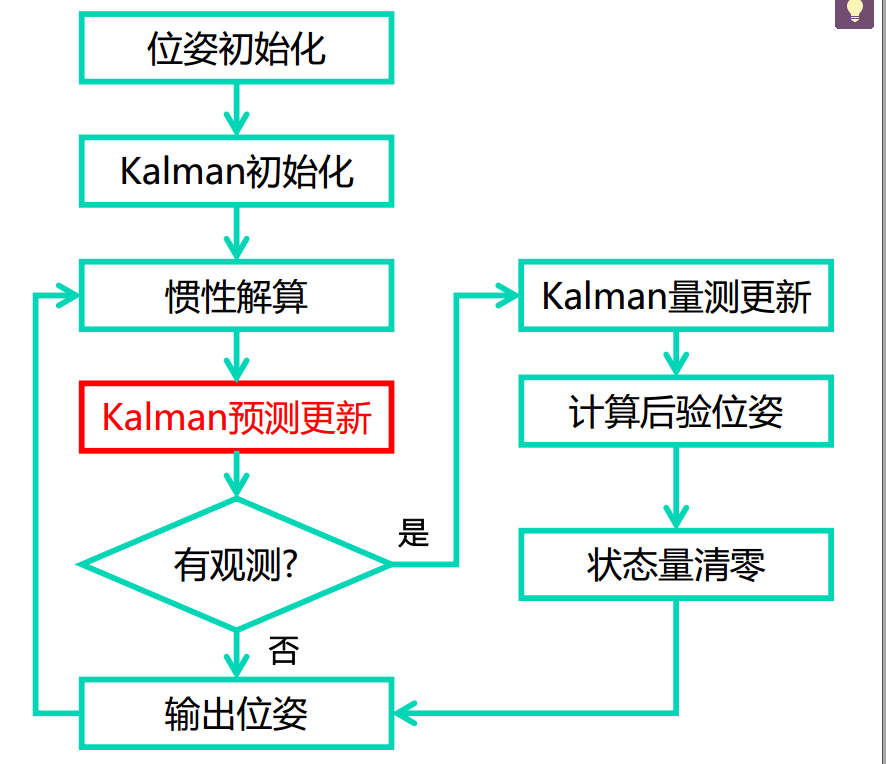 位姿初始化
Kalman初始化
惯性解算
Kalman预测更新
有观测?
是
否
输出位姿
Kalman量测更新
计算后验位姿
状态量清零